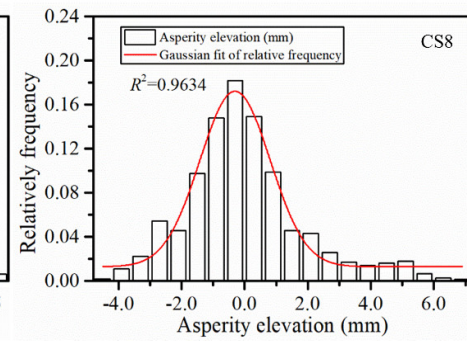 0.24
0.20
0.16
0.12
0.08
0.04
0.00
Relatively frequency
Asperity elevation (mm)
Gaussian fit of relative frequency
CS8
R²=0.9634
-4.0 -2.0 0.0 2.0 4.0 6.0
Asperity elevation (mm)